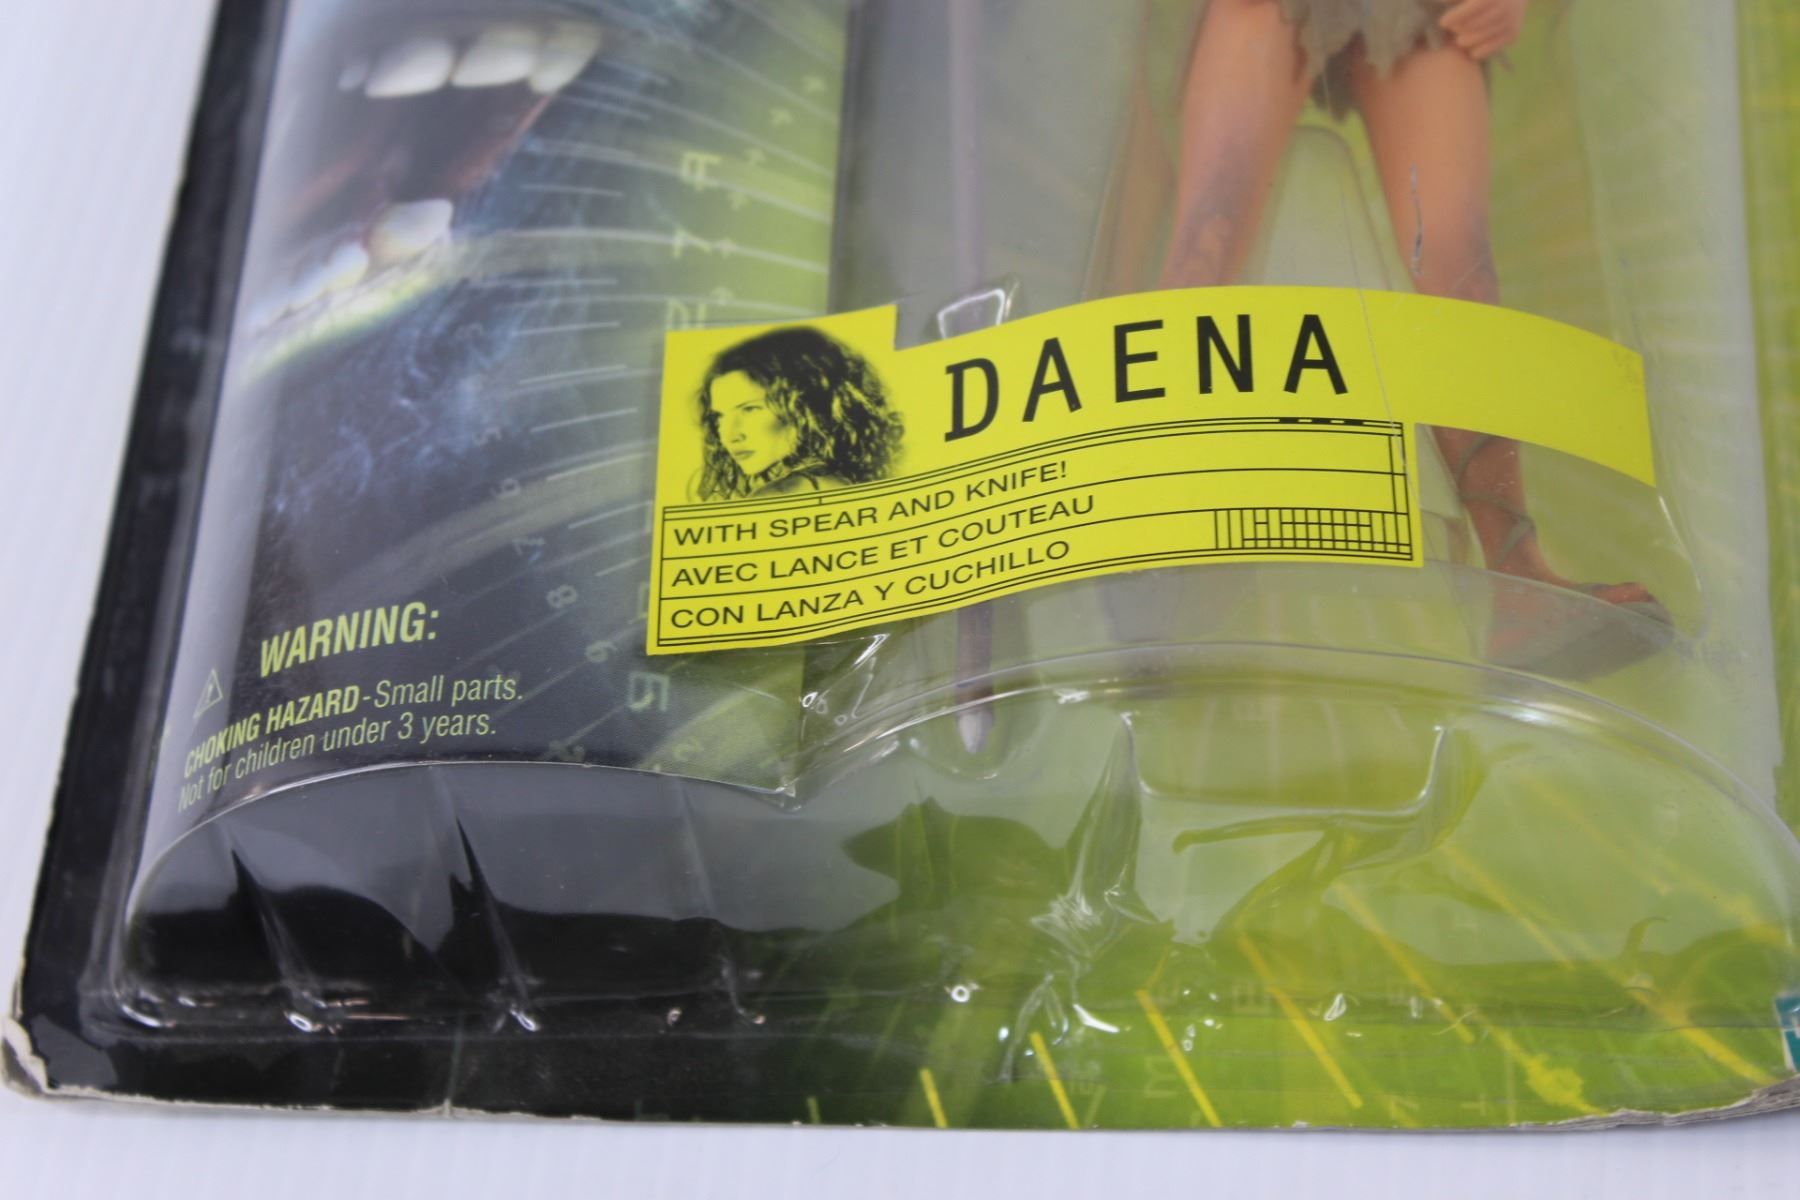 DAENA
WITH SPEAR AND KNIFE!
AVEC LANCE ET COUTEAU
CON LANZA Y CUCHILLO
WARNING:
CHOKING HAZARD-Small parts.
Not for children under 3 years.